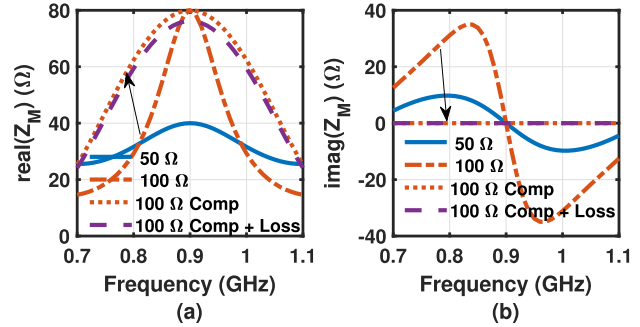 real(Z_M) (Ω)
80
60
40
20
0
50 Ω
100 Ω
100 Ω Comp
100 Ω Comp + Loss
0.7 0.8 0.9 1 1.1
Frequency (GHz)
(a)
imag(Z_M) (Ω)
40
20
0
-20
-40
50 Ω
100 Ω
100 Ω Comp
100 Ω Comp + Loss
0.7 0.8 0.9 1 1.1
Frequency (GHz)
(b)